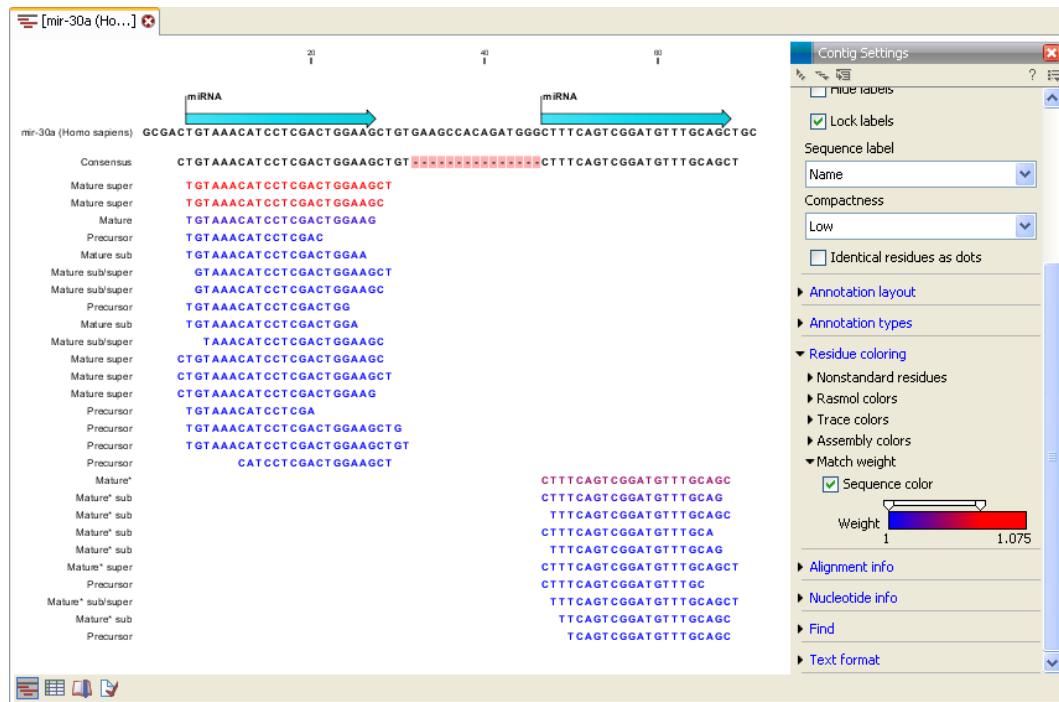 [mir-30a (Ho...]
20 40 60
miRNA miRNA
mir-30a (Homo sapiens) GCGACTGTAAACATCCTCGACTGGAAGCTGTGAAGCCACAGATGGGCTTTCAGTCGGATGTTTGCAGCTGC
Consensus CTGTAAACATCCTCGACTGGAAGCTGT---------------CTTTCAGTCGGATGTTTGCAGCT
Mature super TGTAAACATCCTCGACTGGAAGCT
Mature super TGTAAACATCCTCGACTGGAAGC
Mature TGTAAACATCCTCGACTGGAAG
Precursor TGTAAACATCCTCGAC
Mature sub TGTAAACATCCTCGACTGGAA
Mature sub/super GTAAACATCCTCGACTGGAAGCT
Mature sub/super GTAAACATCCTCGACTGGAAGC
Precursor TGTAAACATCCTCGACTGG
Mature sub TGTAAACATCCTCGACTGGA
Mature sub/super TAAACATCCTCGACTGGAAGC
Mature super CTGTAAACATCCTCGACTGGAAGC
Mature super CTGTAAACATCCTCGACTGGAAGCT
Mature super CTGTAAACATCCTCGACTGGAAG
Precursor TGTAAACATCCTCGA
Precursor TGTAAACATCCTCGACTGGAAGCTG
Precursor TGTAAACATCCTCGACTGGAAGCTGT
Precursor CATCCTCGACTGGAAGCT
Mature* CTTTCAGTCGGATGTTTGCAGC
Mature* sub CTTTCAGTCGGATGTTTGCAG
Mature* sub TTTCAGTCGGATGTTTGCAGC
Mature* sub CTTTCAGTCGGATGTTTGCA
Mature* sub TTTCAGTCGGATGTTTGCAG
Mature* super CTTTCAGTCGGATGTTTGCAGCT
Precursor CTTTCAGTCGGATGTTTGC
Mature* sub/super TTTCAGTCGGATGTTTGCAGCT
Mature* sub TTCAGTCGGATGTTTGCAGC
Precursor TCAGTCGGATGTTTGCAGC
Contig Settings
?
Hide labels
Lock labels
Sequence label
Name
Compactness
Low
Identical residues as dots
Annotation layout
Annotation types
Residue coloring
Nonstandard residues
Rasmol colors
Trace colors
Assembly colors
Match weight
Sequence color
Weight
1 1.075
Alignment info
Nucleotide info
Find
Text format